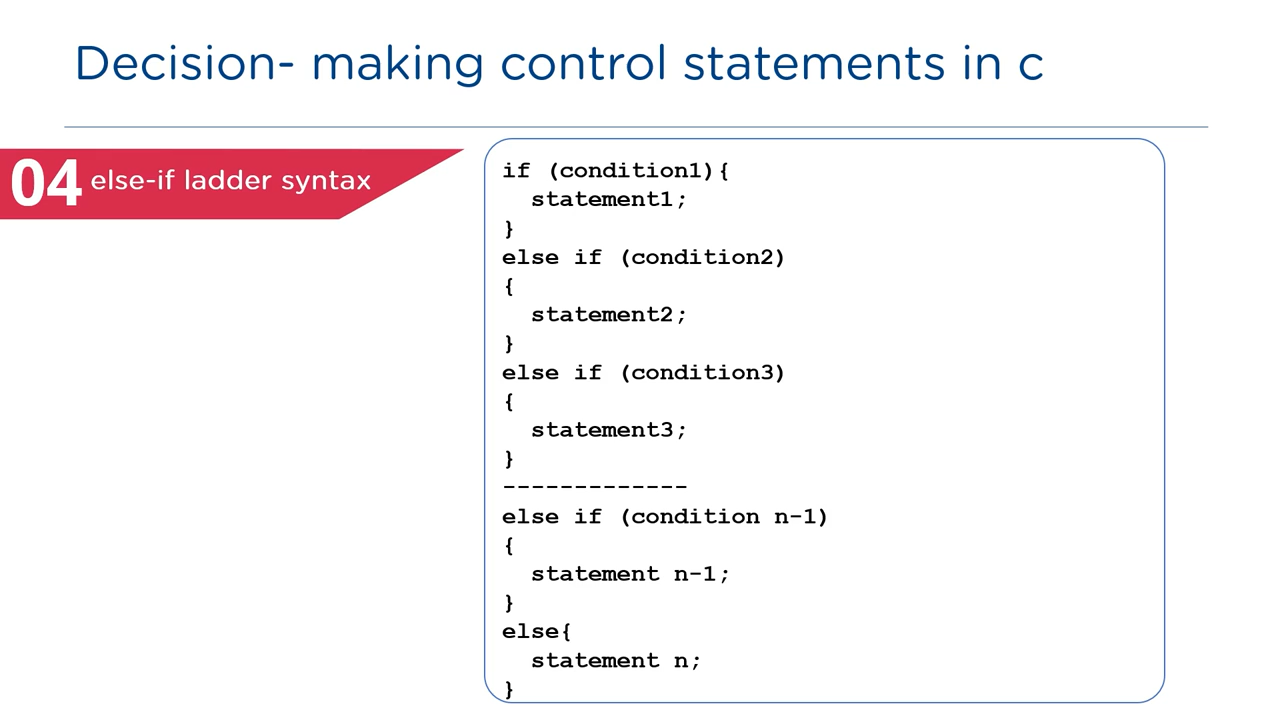 Decision- making control statements in c
04 else-if ladder syntax
if (condition1){
  statement1;
}
else if (condition2)
{
  statement2;
}
else if (condition3)
{
  statement3;
}
-------------
else if (condition n-1)
{
  statement n-1;
}
else{
  statement n;
}